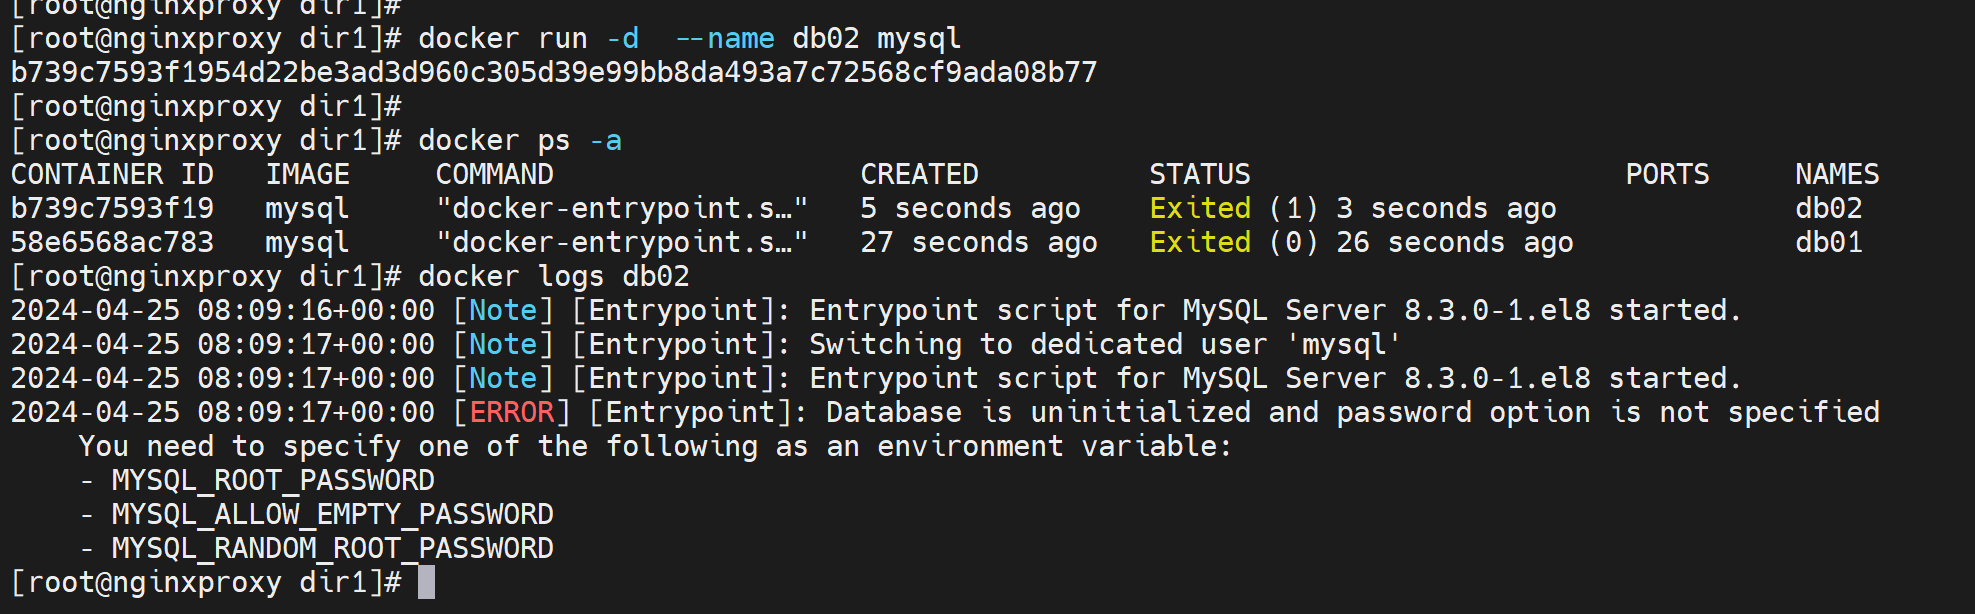 [root@nginxproxy dir1]#
[root@nginxproxy dir1]# docker run -d  --name db02 mysql
b739c7593f1954d22be3ad3d960c305d39e99bb8da493a7c72568cf9ada08b77
[root@nginxproxy dir1]#
[root@nginxproxy dir1]# docker ps -a
CONTAINER ID   IMAGE     COMMAND                  CREATED          STATUS                      PORTS     NAMES
b739c7593f19   mysql     "docker-entrypoint.s…"   5 seconds ago    Exited (1) 3 seconds ago              db02
58e6568ac783   mysql     "docker-entrypoint.s…"   27 seconds ago   Exited (0) 26 seconds ago             db01
[root@nginxproxy dir1]# docker logs db02
2024-04-25 08:09:16+00:00 [Note] [Entrypoint]: Entrypoint script for MySQL Server 8.3.0-1.el8 started.
2024-04-25 08:09:17+00:00 [Note] [Entrypoint]: Switching to dedicated user 'mysql'
2024-04-25 08:09:17+00:00 [Note] [Entrypoint]: Entrypoint script for MySQL Server 8.3.0-1.el8 started.
2024-04-25 08:09:17+00:00 [ERROR] [Entrypoint]: Database is uninitialized and password option is not specified
    You need to specify one of the following as an environment variable:
    - MYSQL_ROOT_PASSWORD
    - MYSQL_ALLOW_EMPTY_PASSWORD
    - MYSQL_RANDOM_ROOT_PASSWORD
[root@nginxproxy dir1]#